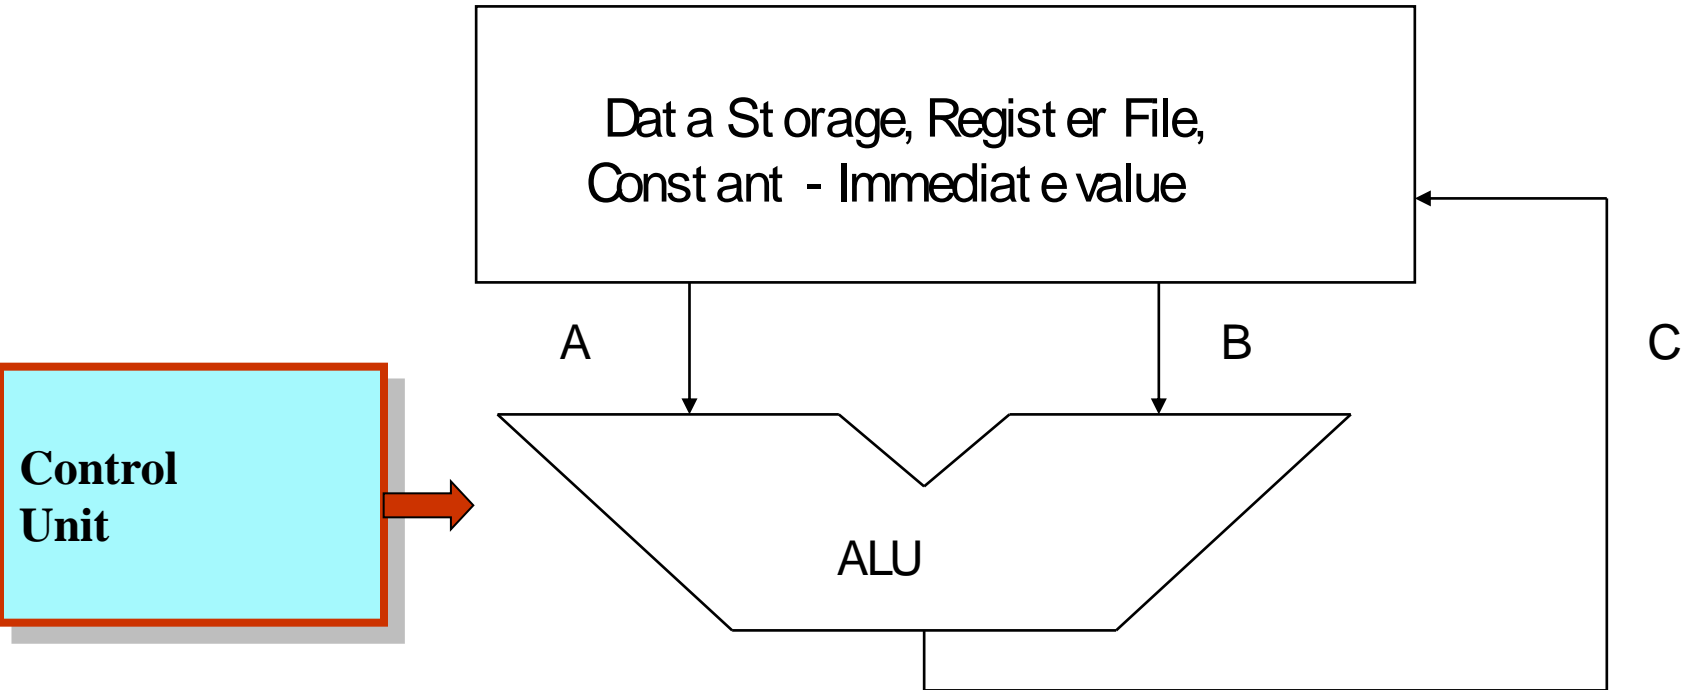 Data Storage, Register File,
Constant - Immediate value
A
B
C
Control
Unit
ALU